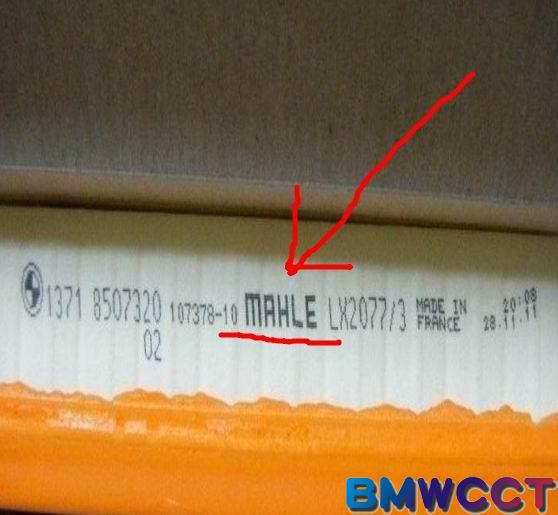 1371 8507320 107378-10 MAHLE LX2077/3 MADE IN 20:08
02 FRANCE 28.11.11
BMWCCT